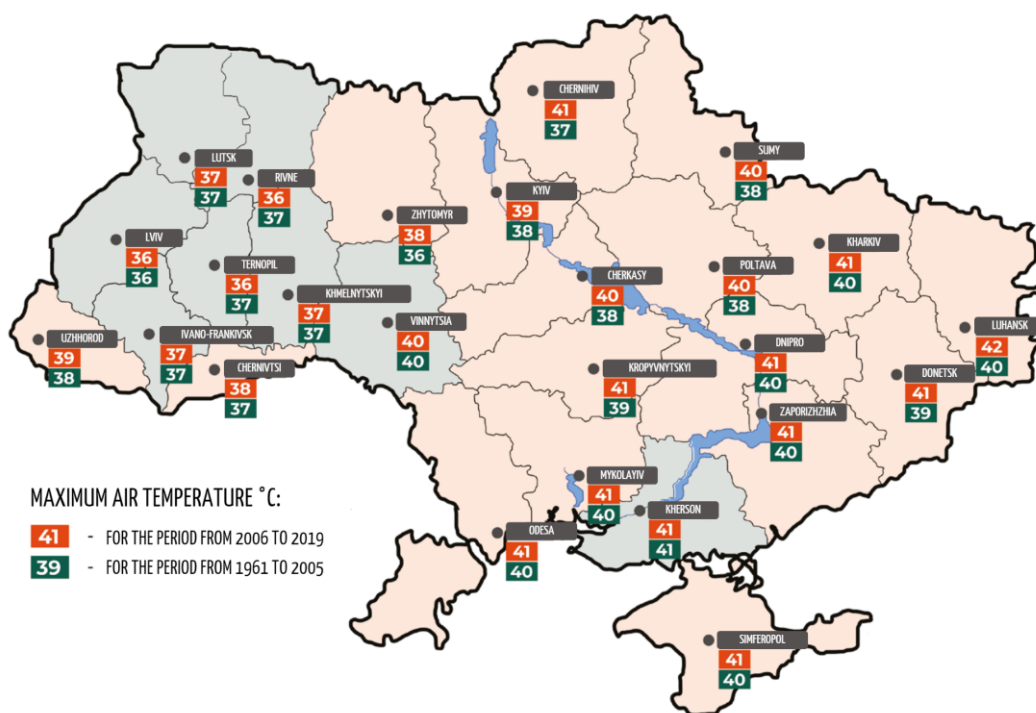 CHERNIHIV
41
37
SUMY
40
38
LUTSK
37
37
RIVNE
36
37
KYIV
39
38
ZHYTOMYR
38
36
LVIV
36
36
KHARKIV
41
40
TERNOPIL
36
37
POLTAVA
40
38
CHERKASY
40
38
KHMELNYTSKYI
37
37
VINNYTSIA
40
40
LUHANSK
42
40
UZHHOROD
39
38
IVANO-FRANKIVSK
37
37
DNIPRO
41
40
CHERNIVTSI
38
37
KROPYVNYTSKYI
41
39
DONETSK
41
39
ZAPORIZHZHIA
41
40
MYKOLAYIV
41
40
KHERSON
41
41
ODESA
41
40
SIMFEROPOL
41
40
MAXIMUM AIR TEMPERATURE °C:
41 - FOR THE PERIOD FROM 2006 TO 2019
39 - FOR THE PERIOD FROM 1961 TO 2005